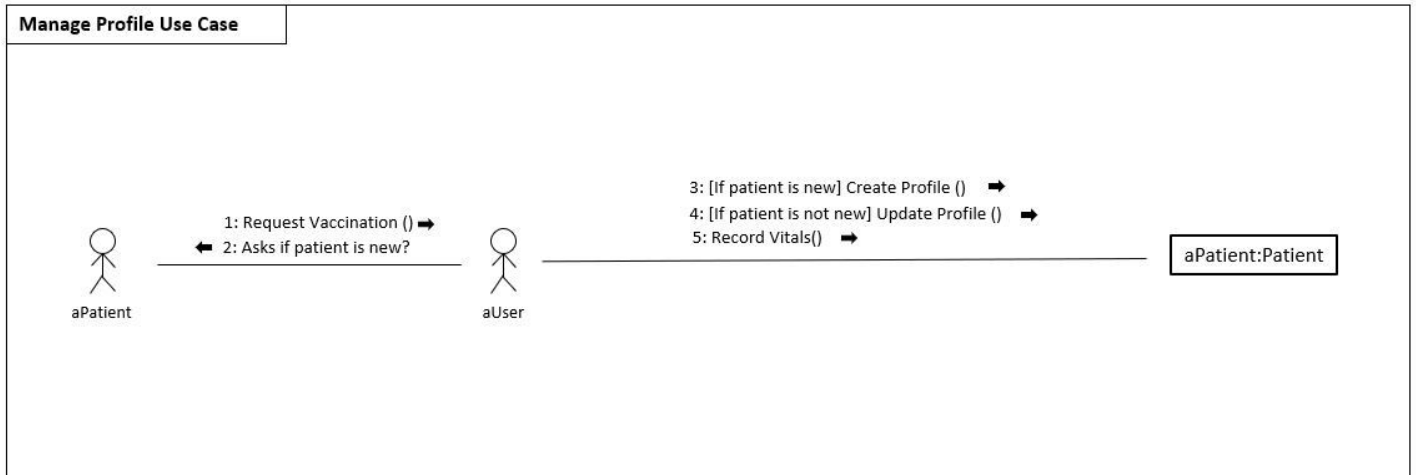 Manage Profile Use Case
3: [If patient is new] Create Profile ()
1: Request Vaccination ()
4: [If patient is not new] Update Profile ()
2: Asks if patient is new?
5: Record Vitals()
aPatient:Patient
aPatient
aUser